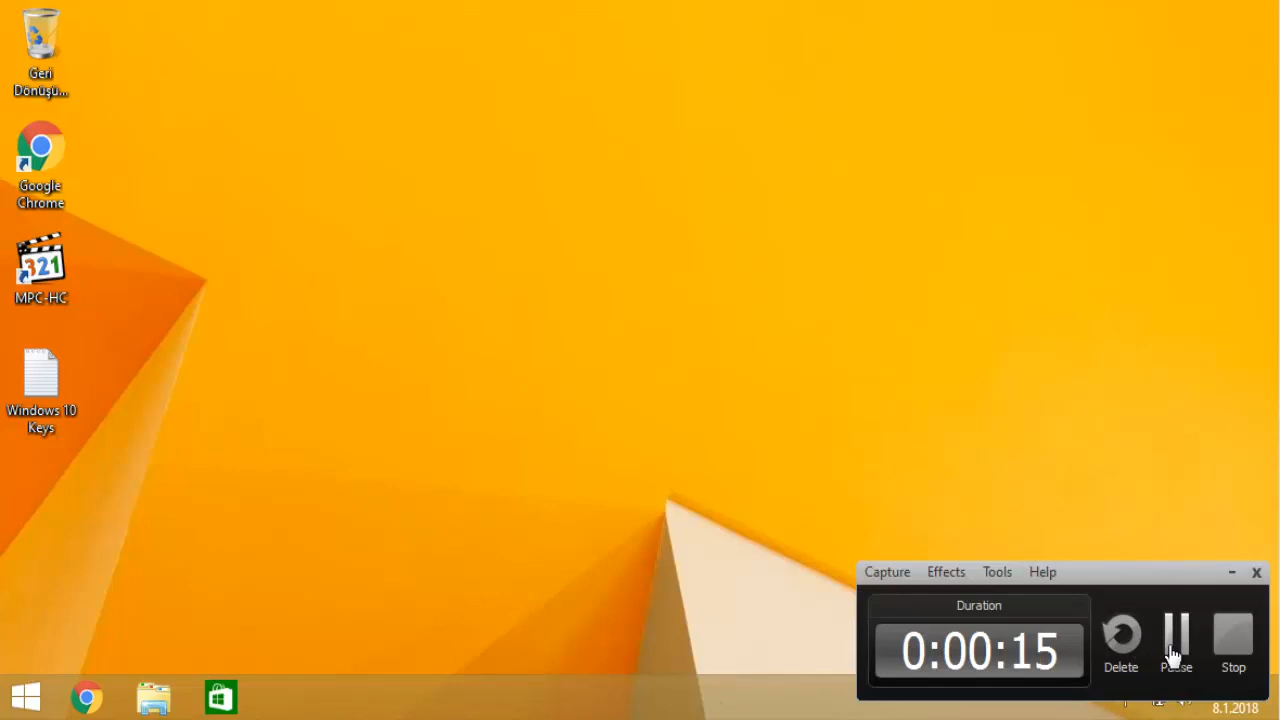 Geri
Dönüşü...
Google
Chrome
321
MPC-HC
Windows 10
Keys
Capture Effects Tools Help
Duration
0:00:15
Delete Pause Stop
8.1.2018